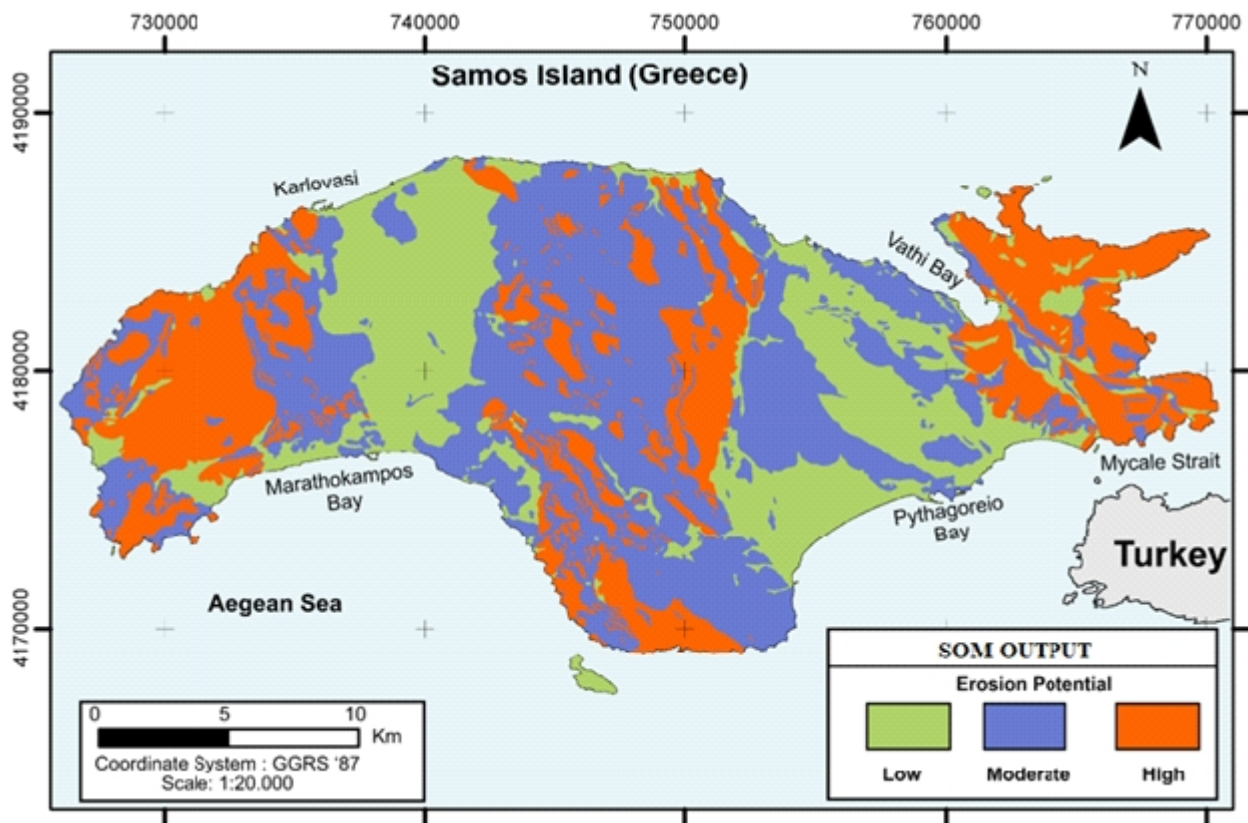 730000 740000 750000 760000 770000
Samos Island (Greece)
N
4190000
4180000
4170000
Karlovasi
Vathi Bay
Marathokampos
Bay
Mycale Strait
Pythagoreio
Bay
Turkey
Aegean Sea
SOM OUTPUT
Erosion Potential
Low Moderate High
0 5 10
Km
Coordinate System : GGRS '87
Scale: 1:20.000